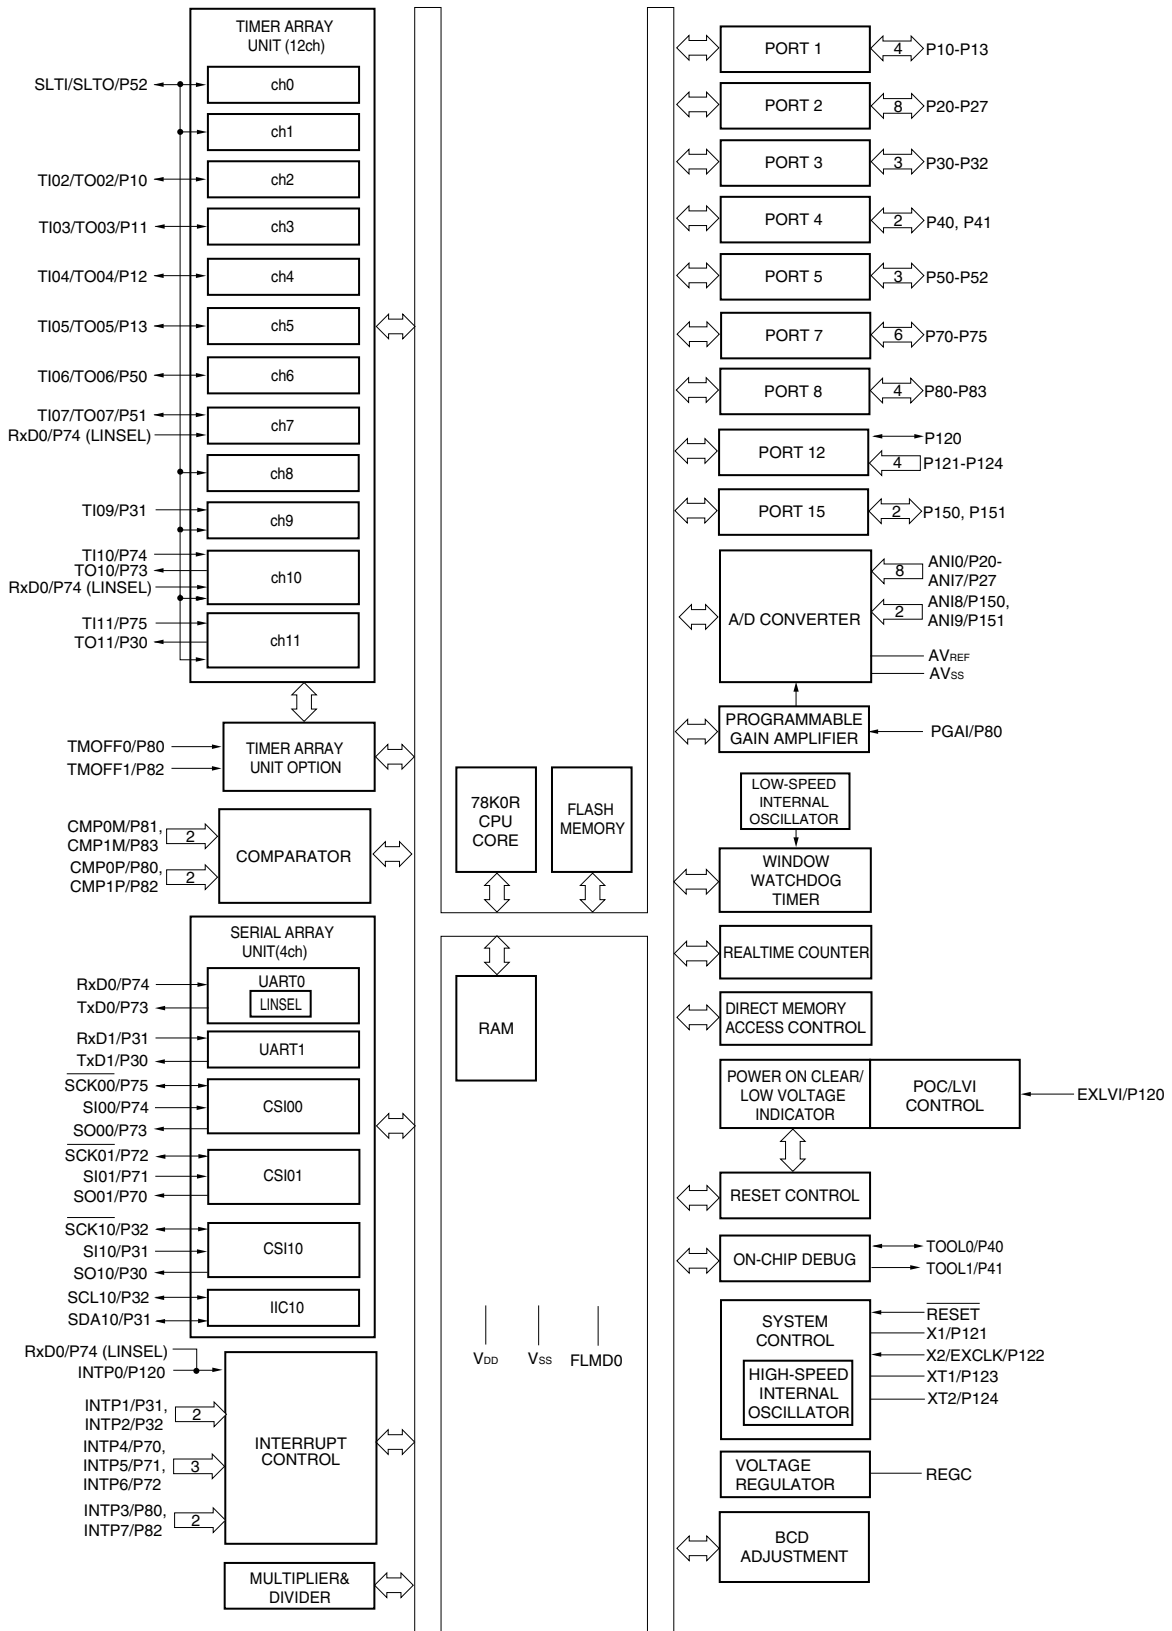 TIMER ARRAY
UNIT (12ch)
SLTI/SLTO/P52
ch0
ch1
TI02/TO02/P10
ch2
TI03/TO03/P11
ch3
TI04/TO04/P12
ch4
TI05/TO05/P13
ch5
TI06/TO06/P50
ch6
TI07/TO07/P51
RxD0/P74 (LINSEL)
ch7
ch8
TI09/P31
ch9
TI10/P74
TO10/P73
RxD0/P74 (LINSEL)
ch10
TI11/P75
TO11/P30
ch11
TMOFF0/P80
TMOFF1/P82
TIMER ARRAY
UNIT OPTION
CMP0M/P81,
CMP1M/P83
2
CMP0P/P80,
CMP1P/P82
2
COMPARATOR
SERIAL ARRAY
UNIT(4ch)
RxD0/P74
TxD0/P73
UART0
LINSEL
RxD1/P31
TxD1/P30
UART1
SCK00/P75
SI00/P74
SO00/P73
CSI00
SCK01/P72
SI01/P71
SO01/P70
CSI01
SCK10/P32
SI10/P31
SO10/P30
CSI10
SCL10/P32
SDA10/P31
IIC10
RxD0/P74 (LINSEL)
INTP0/P120
INTP1/P31,
INTP2/P32
2
INTP4/P70,
INTP5/P71,
INTP6/P72
3
INTP3/P80,
INTP7/P82
2
INTERRUPT
CONTROL
MULTIPLIER&
DIVIDER
78K0R
CPU
CORE
FLASH
MEMORY
RAM
VDD
VSS
FLMD0
PORT 1
4
P10-P13
PORT 2
8
P20-P27
PORT 3
3
P30-P32
PORT 4
2
P40, P41
PORT 5
3
P50-P52
PORT 7
6
P70-P75
PORT 8
4
P80-P83
PORT 12
P120
4
P121-P124
PORT 15
2
P150, P151
A/D CONVERTER
8
ANI0/P20-
ANI7/P27
2
ANI8/P150,
ANI9/P151
AVREF
AVSS
PROGRAMMABLE
GAIN AMPLIFIER
PGAI/P80
LOW-SPEED
INTERNAL
OSCILLATOR
WINDOW
WATCHDOG
TIMER
REALTIME COUNTER
DIRECT MEMORY
ACCESS CONTROL
POWER ON CLEAR/
LOW VOLTAGE
INDICATOR
POC/LVI
CONTROL
EXLVI/P120
RESET CONTROL
ON-CHIP DEBUG
TOOL0/P40
TOOL1/P41
SYSTEM
CONTROL
HIGH-SPEED
INTERNAL
OSCILLATOR
RESET
X1/P121
X2/EXCLK/P122
XT1/P123
XT2/P124
VOLTAGE
REGULATOR
REGC
BCD
ADJUSTMENT